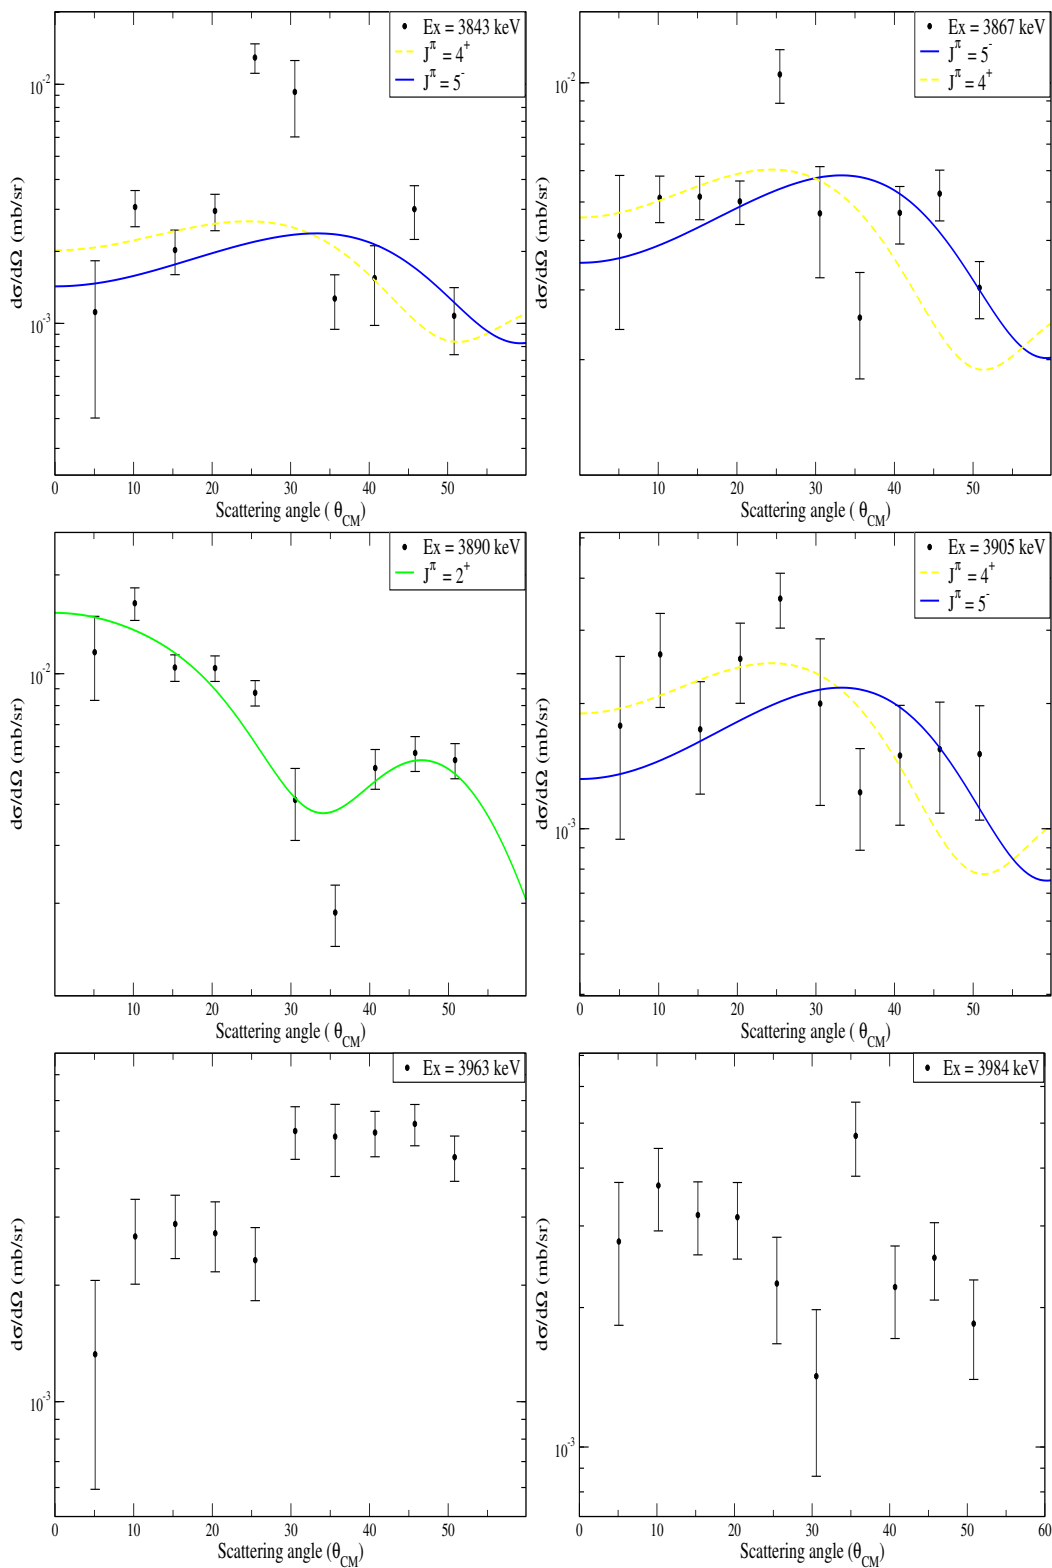 Ex = 3843 keV
J^π = 4^+
J^π = 5^-
10^-2
10^-3
dσ/dΩ (mb/sr)
0 10 20 30 40 50
Scattering angle ( θ_CM)
Ex = 3867 keV
J^π = 5^-
J^π = 4^+
10^-2
dσ/dΩ (mb/sr)
0 10 20 30 40 50
Scattering angle ( θ_CM)
Ex = 3890 keV
J^π = 2^+
10^-2
dσ/dΩ (mb/sr)
0 10 20 30 40 50
Scattering angle ( θ_CM)
Ex = 3905 keV
J^π = 4^+
J^π = 5^-
10^-3
dσ/dΩ (mb/sr)
0 10 20 30 40 50
Scattering angle ( θ_CM)
Ex = 3963 keV
10^-3
dσ/dΩ (mb/sr)
0 10 20 30 40 50
Scattering angle ( θ_CM)
Ex = 3984 keV
10^-3
dσ/dΩ (mb/sr)
0 10 20 30 40 50 60
Scattering angle ( θ_CM)